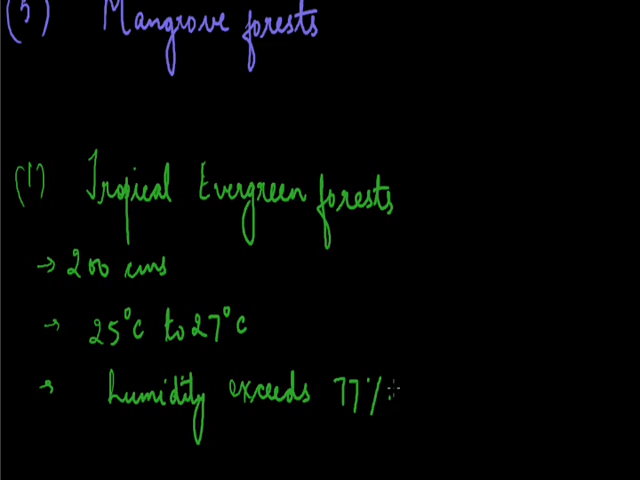 (5) Mangrove forests
(1) Tropical Evergreen forests
→ 200 cms
→ 25°c to 27°c
→ humidity exceeds 77%